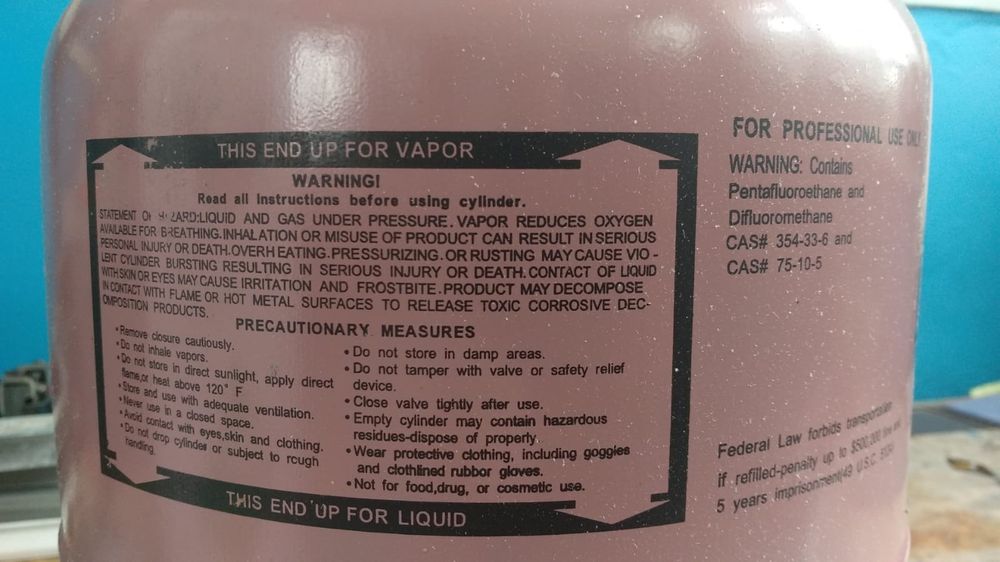 THIS END UP FOR VAPOR
WARNING!
Read all Instructions before using cylinder.
STATEMENT OF HAZARD:LIQUID AND GAS UNDER PRESSURE. VAPOR REDUCES OXYGEN
AVAILABLE FOR BREATHING.INHALATION OR MISUSE OF PRODUCT CAN RESULT IN SERIOUS
PERSONAL INJURY OR DEATH.OVERH EATING.PRESSURIZING.OR RUSTING MAY CAUSE VIO -
LENT CYLINDER BURSTING RESULTING IN SERIOUS INJURY OR DEATH.CONTACT OF LIQUID
WITH SKIN OR EYES MAY CAUSE IRRITATION AND FROSTBITE.PRODUCT MAY DECOMPOSE
IN CONTACT WITH FLAME OR HOT METAL SURFACES TO RELEASE TOXIC CORROSIVE DEC-
OMPOSITION PRODUCTS.
PRECAUTIONARY MEASURES
• Remove closure cautiously.
• Do not inhale vapors.
• Do not store in direct sunlight, apply direct
flame,or heat above 120° F
• Store and use with adequate ventilation.
• Never use in a closed space.
• Avoid contact with eyes,skin and clothing.
• Do not drop cylinder or subject to rough
handling.
• Do not store in damp areas.
• Do not tamper with valve or safety relief
device.
• Close valve tightly after use.
• Empty cylinder may contain hazardous
residues-dispose of properly.
• Wear protective clothing, including goggles
and clothlined rubbor gloves.
• Not for food,drug, or cosmetic use.
THIS END UP FOR LIQUID
FOR PROFESSIONAL USE ONLY
WARNING: Contains
Pentafluoroethane and
Difluoromethane
CAS# 354-33-6 and
CAS# 75-10-5
Federal Law forbids transportation
if refilled-penalty up to $500,000 fine and
5 years imprisonment(49 U.S.C.